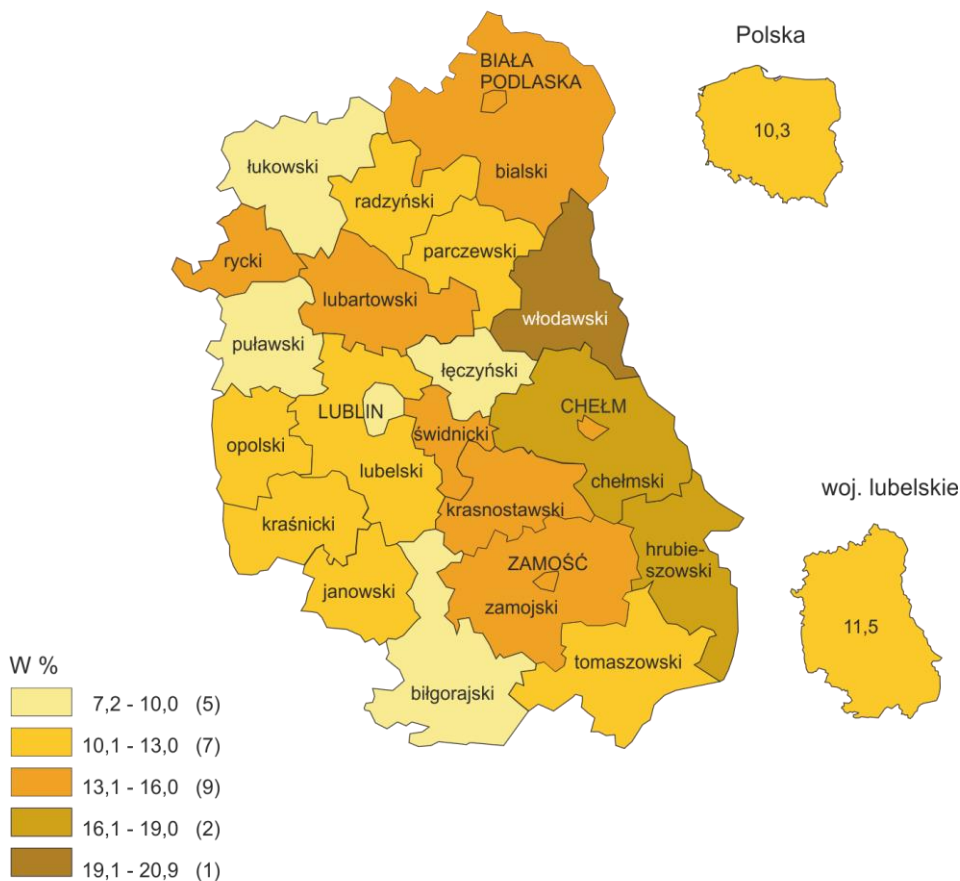 Polska
10,3
BIAŁA
PODLASKA
bialski
łukowski
radzyński
parczewski
rycki
lubartowski
włodawski
puławski
łęczyński
LUBLIN
CHEŁM
opolski
świdnicki
lubelski
chełmski
kraśnicki
krasnostawski
woj. lubelskie
11,5
hrubie-
szowski
ZAMOŚĆ
janowski
zamojski
tomaszowski
biłgorajski
W %
7,2 - 10,0 (5)
10,1 - 13,0 (7)
13,1 - 16,0 (9)
16,1 - 19,0 (2)
19,1 - 20,9 (1)